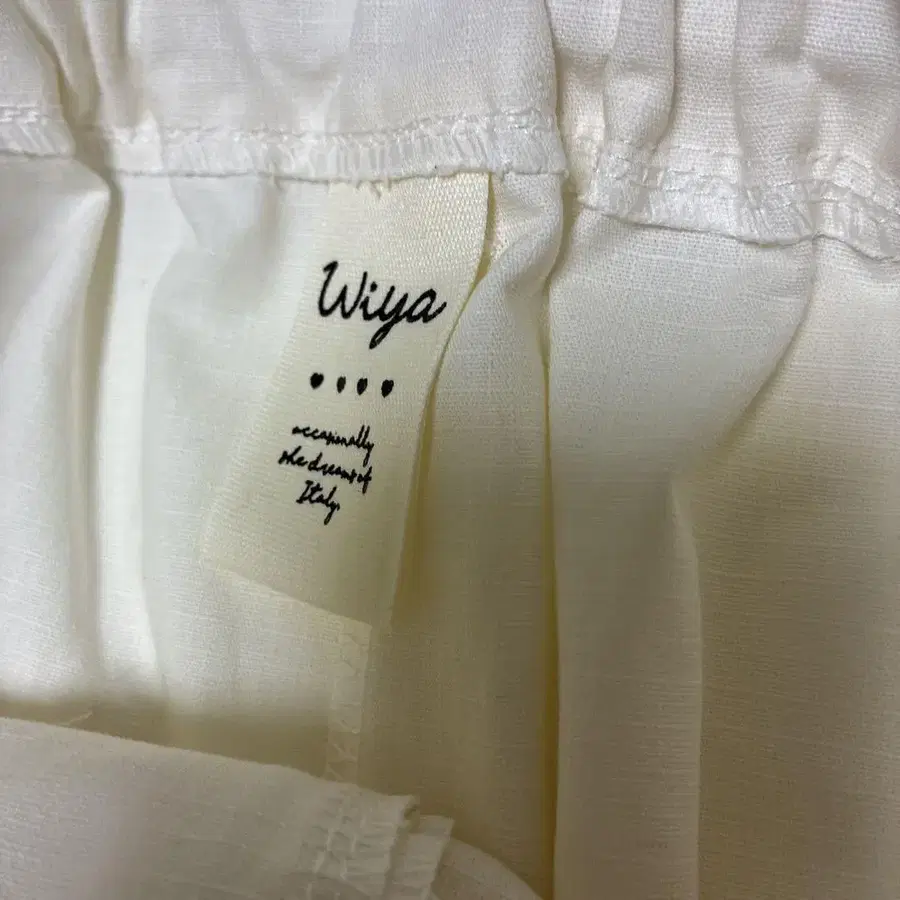 Wiya
occasionally
she dreams of
Italy.